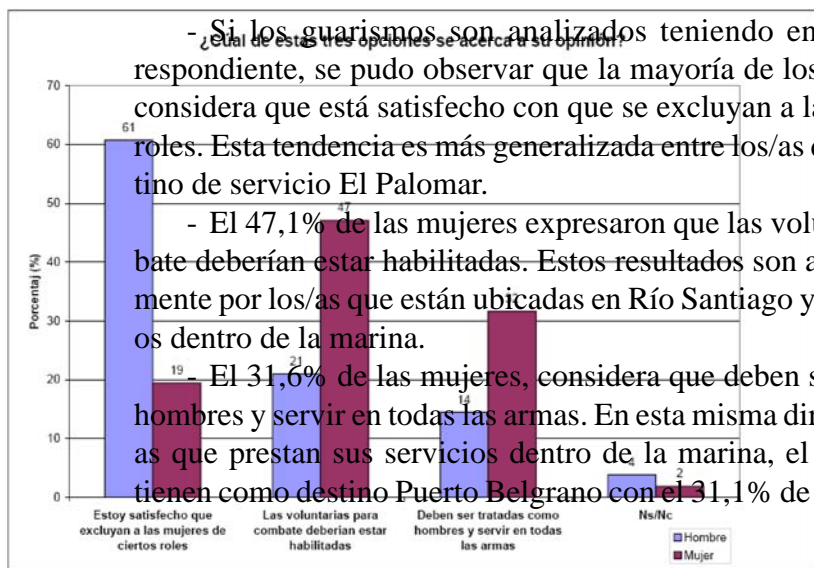 ¿Cúal de estas tres opciones se acerca a su opinión?
- Si los guarismos son analizados teniendo en
respondiente, se pudo observar que la mayoría de los
considera que está satisfecho con que se excluyan a la
roles. Esta tendencia es más generalizada entre los/as
tino de servicio El Palomar.
- El 47,1% de las mujeres expresaron que las volu
bate deberían estar habilitadas. Estos resultados son a
mente por los/as que están ubicadas en Río Santiago y
os dentro de la marina.
- El 31,6% de las mujeres, considera que deben s
hombres y servir en todas las armas. En esta misma dir
as que prestan sus servicios dentro de la marina, el
tienen como destino Puerto Belgrano con el 31,1% de
Porcentaj (%)
70
60
50
40
30
20
10
0
61
19
21
47
14
32
4
2
Estoy satisfecho que
excluyan a las mujeres de
ciertos roles
Las voluntarias para
combate deberian estar
habilitadas
Deben ser tratadas como
hombres y servir en todas
las armas
Ns/Nc
Hombre
Mujer